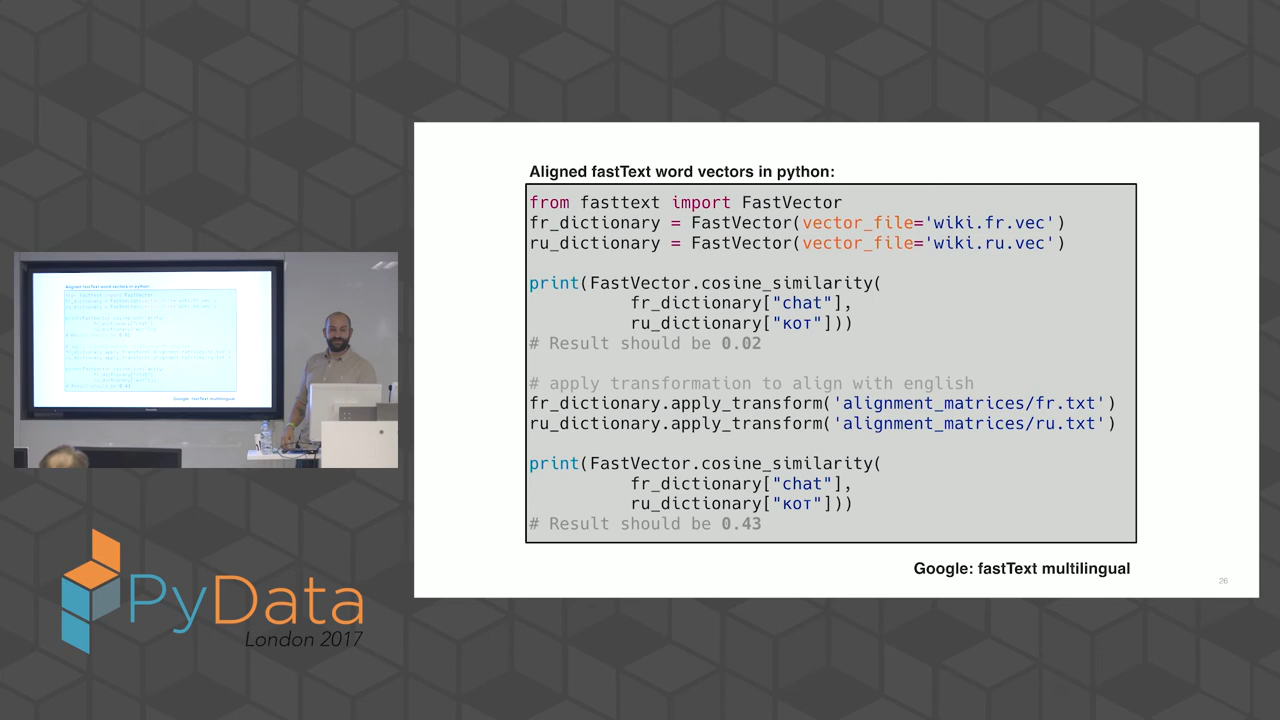 Aligned fastText word vectors in python:
from fasttext import FastVector
fr_dictionary = FastVector(vector_file='wiki.fr.vec')
ru_dictionary = FastVector(vector_file='wiki.ru.vec')
print(FastVector.cosine_similarity(
fr_dictionary["chat"],
ru_dictionary["кот"]))
# Result should be 0.02
# apply transformation to align with english
fr_dictionary.apply_transform('alignment_matrices/fr.txt')
ru_dictionary.apply_transform('alignment_matrices/ru.txt')
print(FastVector.cosine_similarity(
fr_dictionary["chat"],
ru_dictionary["кот"]))
# Result should be 0.43
Google: fastText multilingual
26
PyData
London 2017